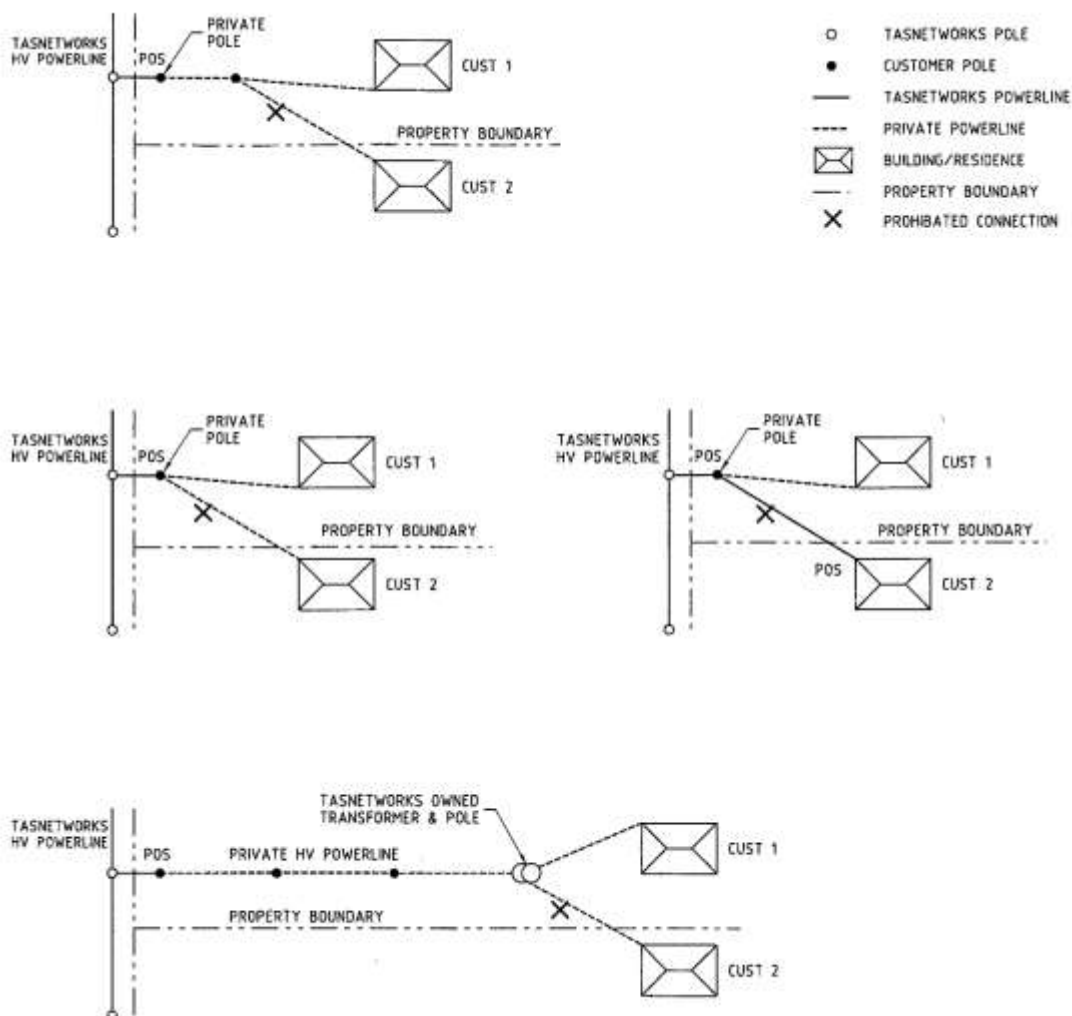 PRIVATE
POLE
TASNETWORKS
HV POWERLINE
POS
CUST 1
PROPERTY BOUNDARY
CUST 2
TASNETWORKS POLE
CUSTOMER POLE
TASNETWORKS POWERLINE
PRIVATE POWERLINE
BUILDING/RESIDENCE
PROPERTY BOUNDARY
PROHIBATED CONNECTION
PRIVATE
POLE
TASNETWORKS
HV POWERLINE
POS
CUST 1
PROPERTY BOUNDARY
CUST 2
PRIVATE
POLE
TASNETWORKS
HV POWERLINE
POS
CUST 1
PROPERTY BOUNDARY
POS
CUST 2
TASNETWORKS OWNED
TRANSFORMER & POLE
TASNETWORKS
HV POWERLINE
POS
PRIVATE HV POWERLINE
CUST 1
PROPERTY BOUNDARY
CUST 2